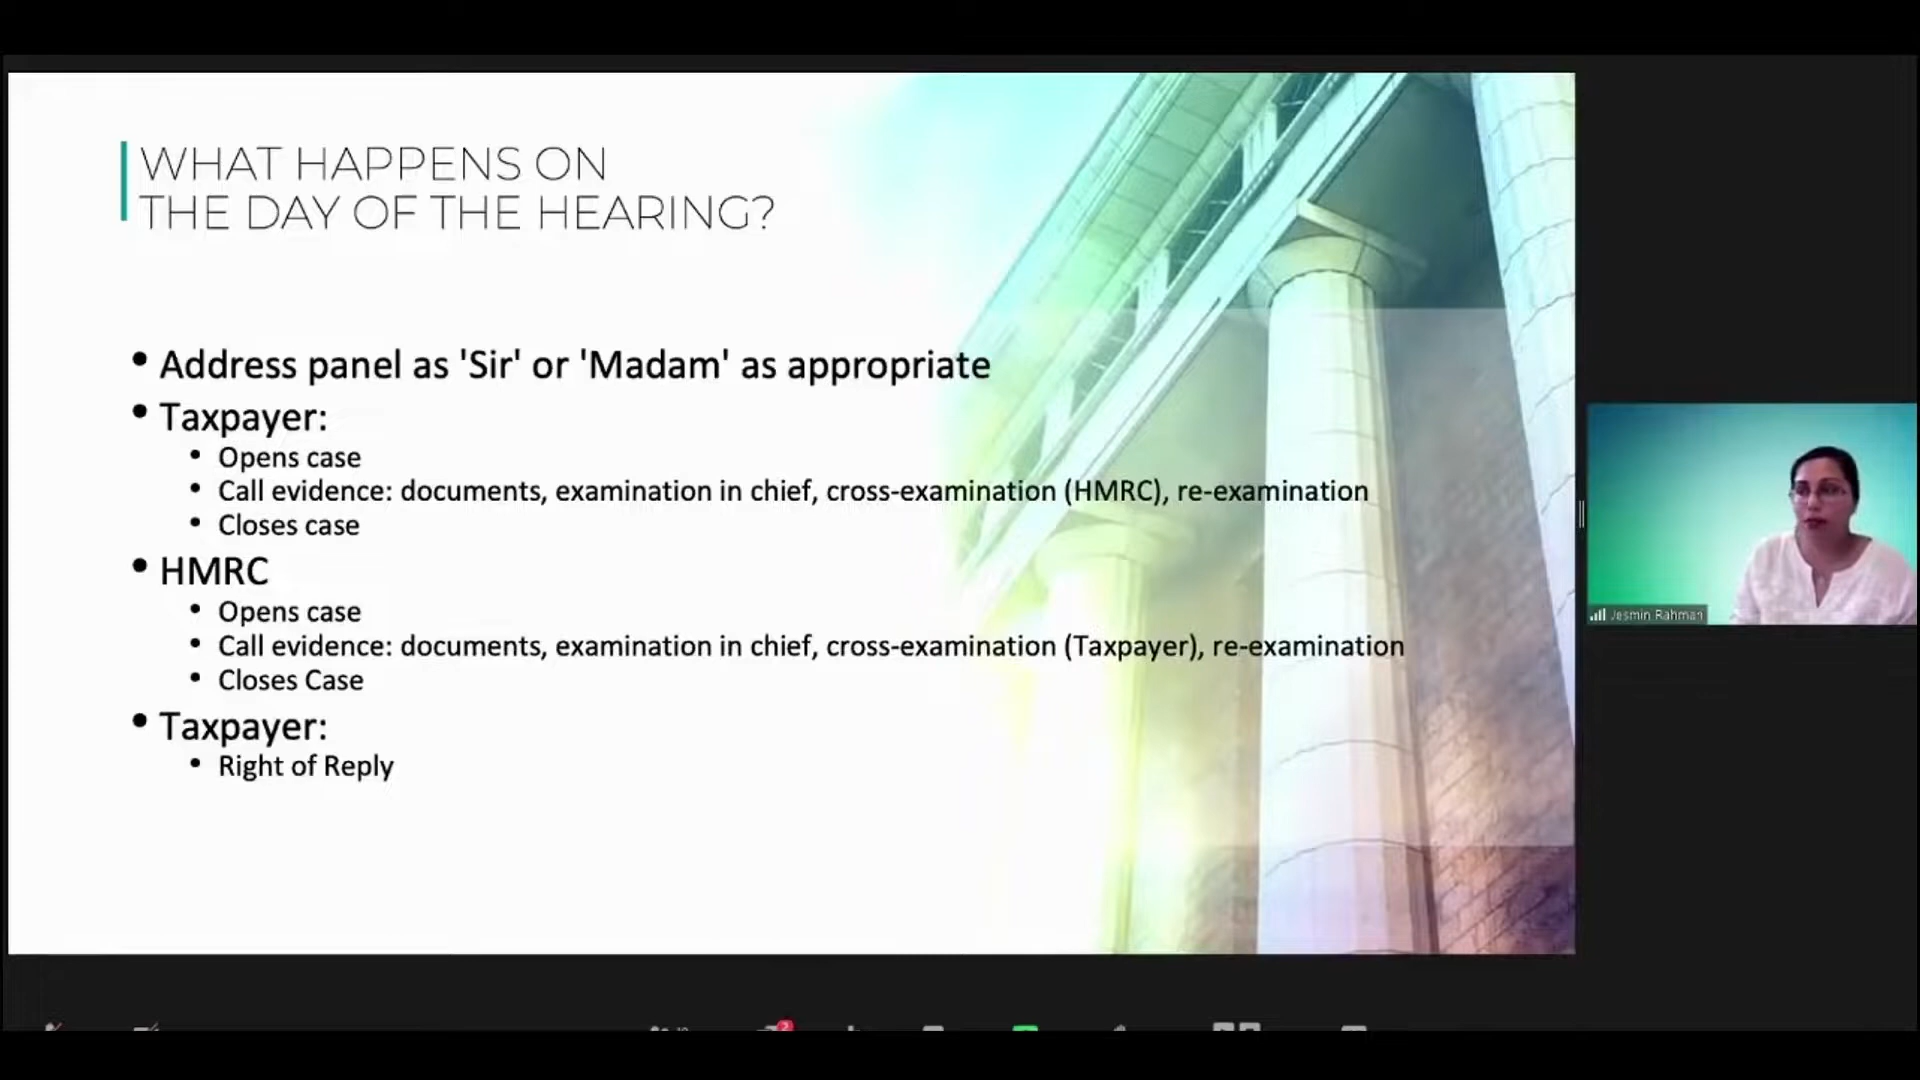 WHAT HAPPENS ON
THE DAY OF THE HEARING?
• Address panel as 'Sir' or 'Madam' as appropriate
• Taxpayer:
• Opens case
• Call evidence: documents, examination in chief, cross-examination (HMRC), re-examination
• Closes case
• HMRC
• Opens case
• Call evidence: documents, examination in chief, cross-examination (Taxpayer), re-examination
• Closes Case
• Taxpayer:
• Right of Reply
Jesmin Rahman
2